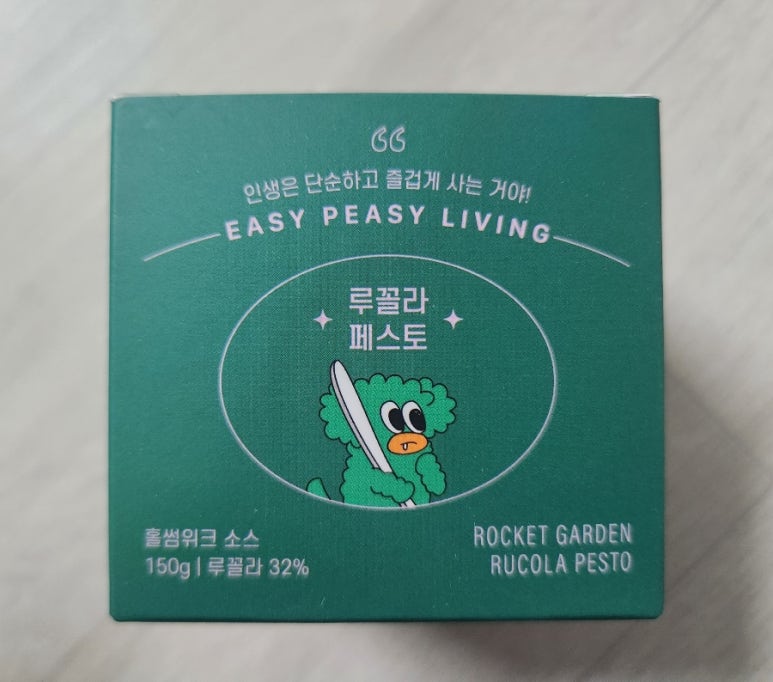 인생은 단순하고 즐겁게 사는 거야!
EASY PEASY LIVING
루꼴라
페스토
홀썸위크 소스
150g | 루꼴라 32%
ROCKET GARDEN
RUCOLA PESTO